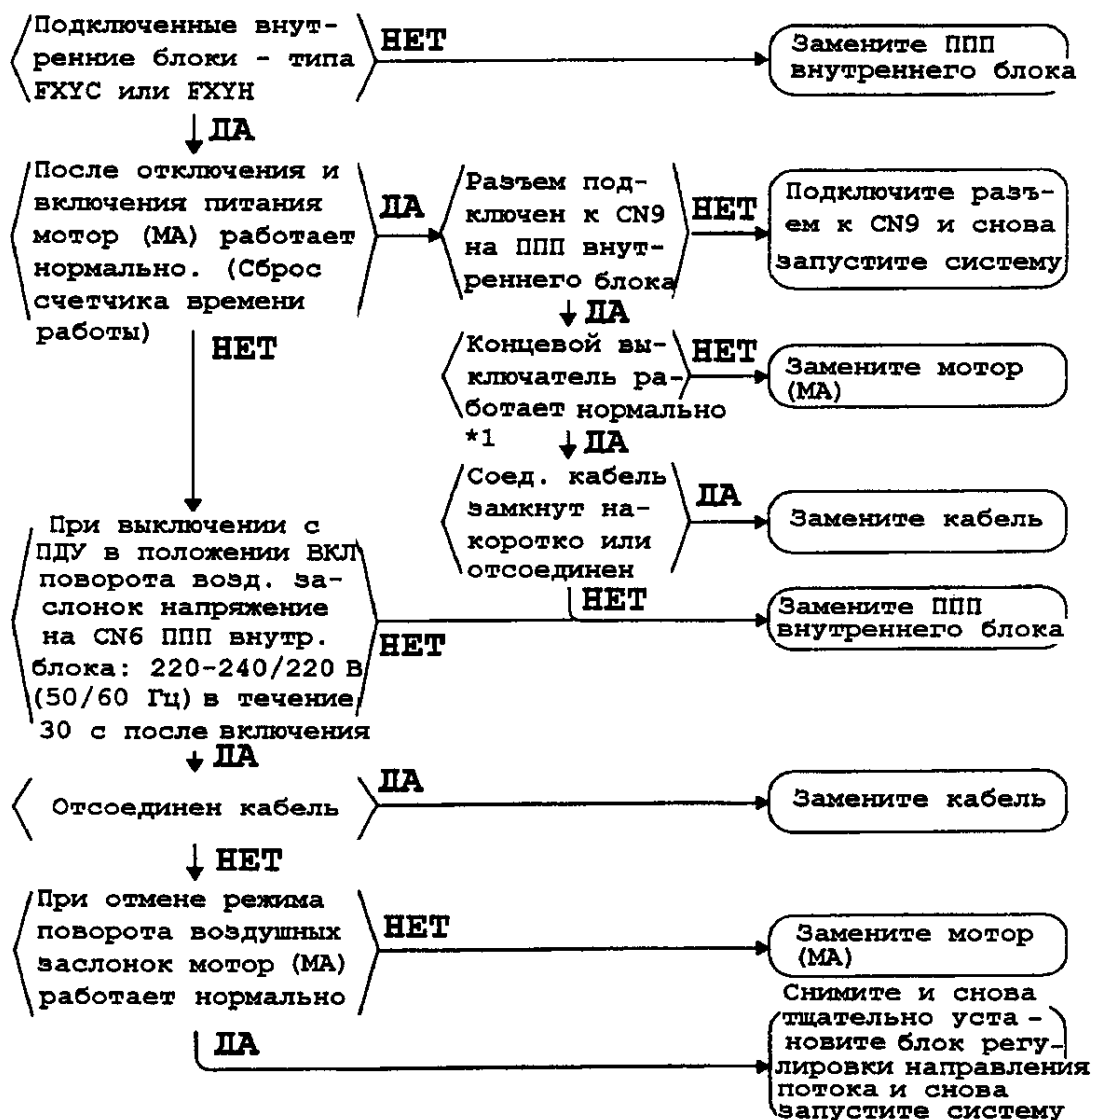 Подключенные внут-
ренние блоки - типа
FXYC или FXYH
НЕТ
Замените ППП
внутреннего блока
ДА
После отключения и
включения питания
мотор (МА) работает
нормально. (Сброс
счетчика времени
работы)
ДА
Разъем под-
ключен к CN9
на ППП внут-
реннего блока
НЕТ
Подключите разъ-
ем к CN9 и снова
запустите систему
ДА
НЕТ
Концевой вы-
ключатель ра-
ботает нормально
*1
НЕТ
Замените мотор
(МА)
ДА
Соед. кабель
замкнут на-
коротко или
отсоединен
ДА
Замените кабель
НЕТ
При выключении с
ПДУ в положении ВКЛ
поворота возд. за-
слонок напряжение
на CN6 ППП внутр.
блока: 220-240/220 В
(50/60 Гц) в течение
30 с после включения
НЕТ
Замените ППП
внутреннего блока
ДА
Отсоединен кабель
ДА
Замените кабель
НЕТ
При отмене режима
поворота воздушных
заслонок мотор (МА)
работает нормально
НЕТ
Замените мотор
(МА)
ДА
Снимите и снова
тщательно уста -
новите блок регу-
лировки направления
потока и снова
запустите систему